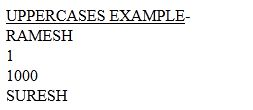 UPPERCASES EXAMPLE-
RAMESH
1
1000
SURESH